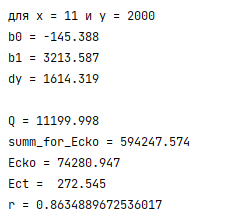 для x = 11 и y = 2000
b0 = -145.388
b1 = 3213.587
dy = 1614.319
Q = 11199.998
summ_for_Ecko = 594247.574
Ecko = 74280.947
Ect =  272.545
r = 0.8634889672536017